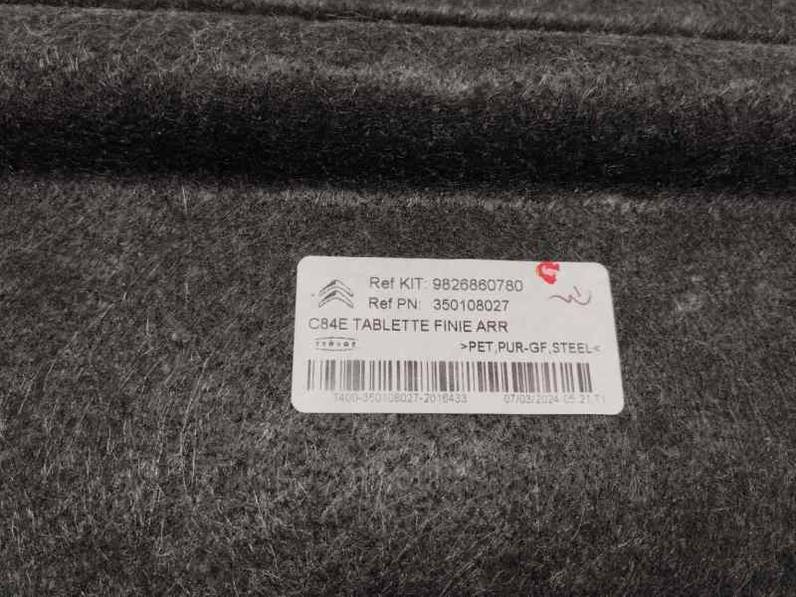 Ref KIT: 9826860780
Ref PN: 350108027
C84E TABLETTE FINIE ARR
>PET,PUR-GF,STEEL<
1400-350108027-2016433 07/03/2024 05:21 T1